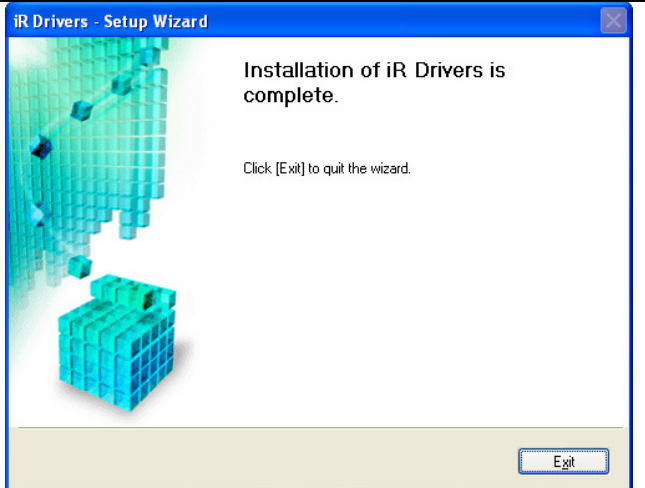 iR Drivers - Setup Wizard
Installation of iR Drivers is
complete.
Click [Exit] to quit the wizard.
Exit